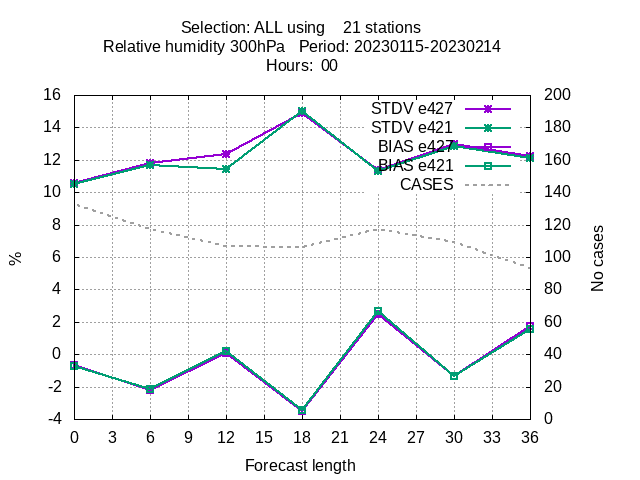 Selection: ALL using    21 stations
Relative humidity 300hPa   Period: 20230115-20230214
Hours:  00
16
14
12
10
8
6
4
2
0
-2
-4
%
200
180
160
140
120
100
80
60
40
20
0
No cases
STDV e427
STDV e421
BIAS e427
BIAS e421
CASES
0 3 6 9 12 15 18 21 24 27 30 33 36
Forecast length